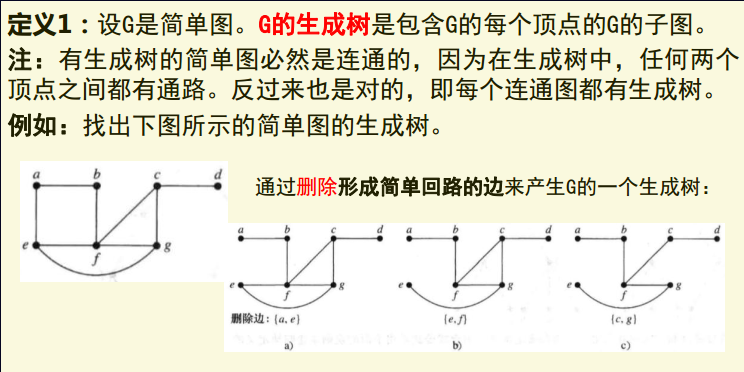 定义1：设G是简单图。G的生成树是包含G的每个顶点的G的子图。
注：有生成树的简单图必然是连通的，因为在生成树中，任何两个
顶点之间都有通路。反过来也是对的，即每个连通图都有生成树。
例如：找出下图所示的简单图的生成树。
通过删除形成简单回路的边来产生G的一个生成树：
a b c d
e f g
a b c d a b c d a b c d
e f g e f g e f g
删除边：{a, e} {e,f} {c, g}
a) b) c)